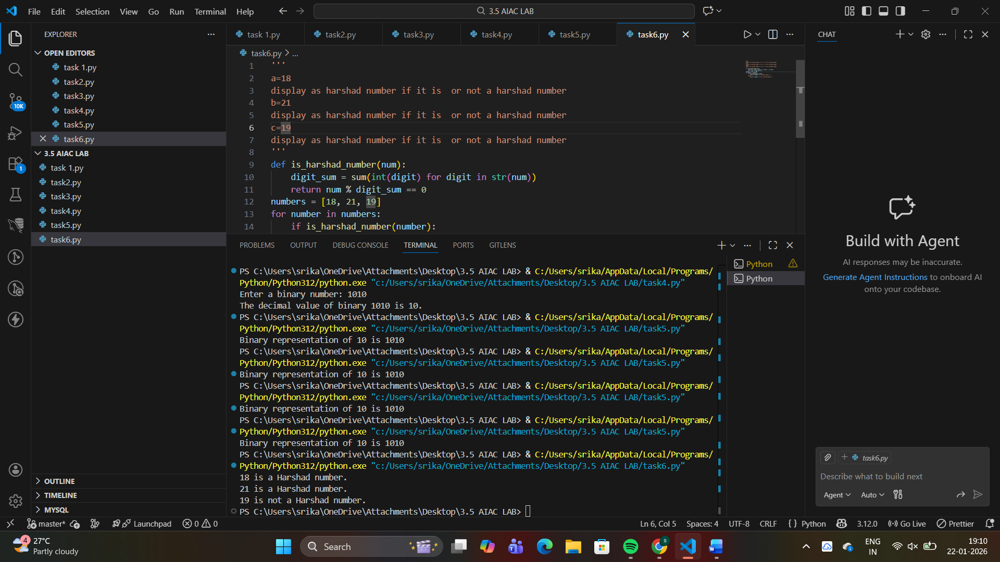 File Edit Selection View Go Run Terminal Help
3.5 AIAC LAB
EXPLORER
OPEN EDITORS
task 1.py
task2.py
task3.py
task4.py
task5.py
task6.py
3.5 AIAC LAB
task 1.py
task2.py
task3.py
task4.py
task5.py
task6.py
OUTLINE
TIMELINE
MYSQL
10K
1
task 1.py task2.py task3.py task4.py task5.py task6.py
task6.py > ...
1 '''
2 a=18
3 display as harshad number if it is  or not a harshad number
4 b=21
5 display as harshad number if it is  or not a harshad number
6 c=19
7 display as harshad number if it is  or not a harshad number
8 '''
9 def is_harshad_number(num):
10     digit_sum = sum(int(digit) for digit in str(num))
11     return num % digit_sum == 0
12 numbers = [18, 21, 19]
13 for number in numbers:
14     if is_harshad_number(number):
PROBLEMS OUTPUT DEBUG CONSOLE TERMINAL PORTS GITLENS
PS C:\Users\srika\OneDrive\Attachments\Desktop\3.5 AIAC LAB> & C:/Users/srika/AppData/Local/Programs/
Python/Python312/python.exe "c:/Users/srika/OneDrive/Attachments/Desktop/3.5 AIAC LAB/task4.py"
Enter a binary number: 1010
The decimal value of binary 1010 is 10.
PS C:\Users\srika\OneDrive\Attachments\Desktop\3.5 AIAC LAB> & C:/Users/srika/AppData/Local/Programs/
Python/Python312/python.exe "c:/Users/srika/OneDrive/Attachments/Desktop/3.5 AIAC LAB/task5.py"
Binary representation of 10 is 1010
PS C:\Users\srika\OneDrive\Attachments\Desktop\3.5 AIAC LAB> & C:/Users/srika/AppData/Local/Programs/
Python/Python312/python.exe "c:/Users/srika/OneDrive/Attachments/Desktop/3.5 AIAC LAB/task5.py"
Binary representation of 10 is 1010
PS C:\Users\srika\OneDrive\Attachments\Desktop\3.5 AIAC LAB> & C:/Users/srika/AppData/Local/Programs/
Python/Python312/python.exe "c:/Users/srika/OneDrive/Attachments/Desktop/3.5 AIAC LAB/task5.py"
Binary representation of 10 is 1010
PS C:\Users\srika\OneDrive\Attachments\Desktop\3.5 AIAC LAB> & C:/Users/srika/AppData/Local/Programs/
Python/Python312/python.exe "c:/Users/srika/OneDrive/Attachments/Desktop/3.5 AIAC LAB/task5.py"
Binary representation of 10 is 1010
PS C:\Users\srika\OneDrive\Attachments\Desktop\3.5 AIAC LAB> & C:/Users/srika/AppData/Local/Programs/
Python/Python312/python.exe "c:/Users/srika/OneDrive/Attachments/Desktop/3.5 AIAC LAB/task6.py"
18 is a Harshad number.
21 is a Harshad number.
19 is not a Harshad number.
PS C:\Users\srika\OneDrive\Attachments\Desktop\3.5 AIAC LAB>
Python
Python
CHAT
Build with Agent
AI responses may be inaccurate.
Generate Agent Instructions to onboard AI
onto your codebase.
task6.py
Describe what to build next
Agent Auto
master* Launchpad 0 0 Ln 6, Col 5 Spaces: 4 UTF-8 CRLF { } Python 3.12.0 Go Live Prettier
4 27°C
Partly cloudy
Search
ENG
IN
19:10
22-01-2026